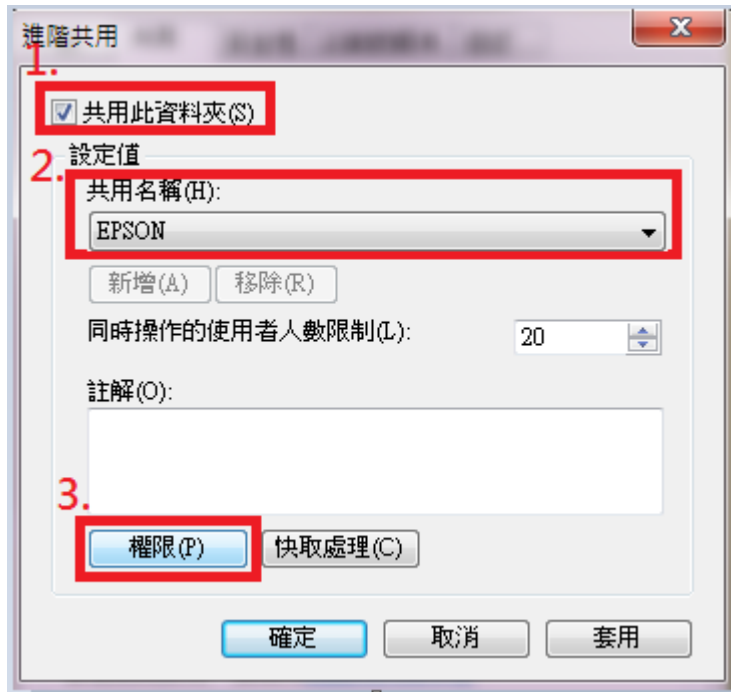 進階共用
1.
共用此資料夾(S)
設定值
2.
共用名稱(H):
EPSON
新增(A) 移除(R)
同時操作的使用者人數限制(L): 20
註解(O):
3.
權限(P) 快取處理(C)
確定 取消 套用